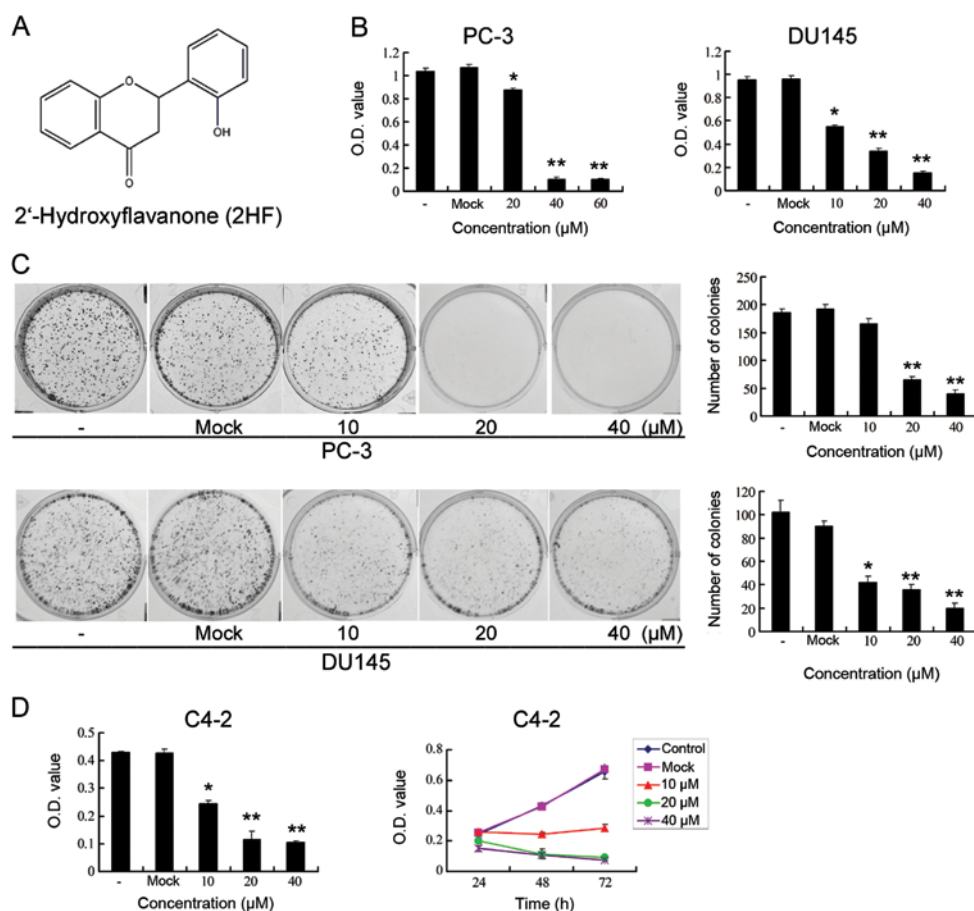 A
O
OH
O
2‘-Hydroxyflavanone (2HF)
B
PC-3
O.D. value
1.2
1
0.8
0.6
0.4
0.2
0
*
**
**
- Mock 20 40 60
Concentration (µM)
DU145
O.D. value
1.2
1
0.8
0.6
0.4
0.2
0
*
**
**
- Mock 10 20 40
Concentration (µM)
C
- Mock 10 20 40 (µM)
PC-3
Number of colonies
250
200
150
100
50
0
**
**
- Mock 10 20 40
Concentration (µM)
- Mock 10 20 40 (µM)
DU145
Number of colonies
120
100
80
60
40
20
0
*
**
**
- Mock 10 20 40
Concentration (µM)
D
C4-2
O.D. value
0.5
0.4
0.3
0.2
0.1
0
*
**
**
- Mock 10 20 40
Concentration (µM)
C4-2
O.D. value
0.8
0.6
0.4
0.2
0
24 48 72
Time (h)
Control
Mock
10 µM
20 µM
40 µM